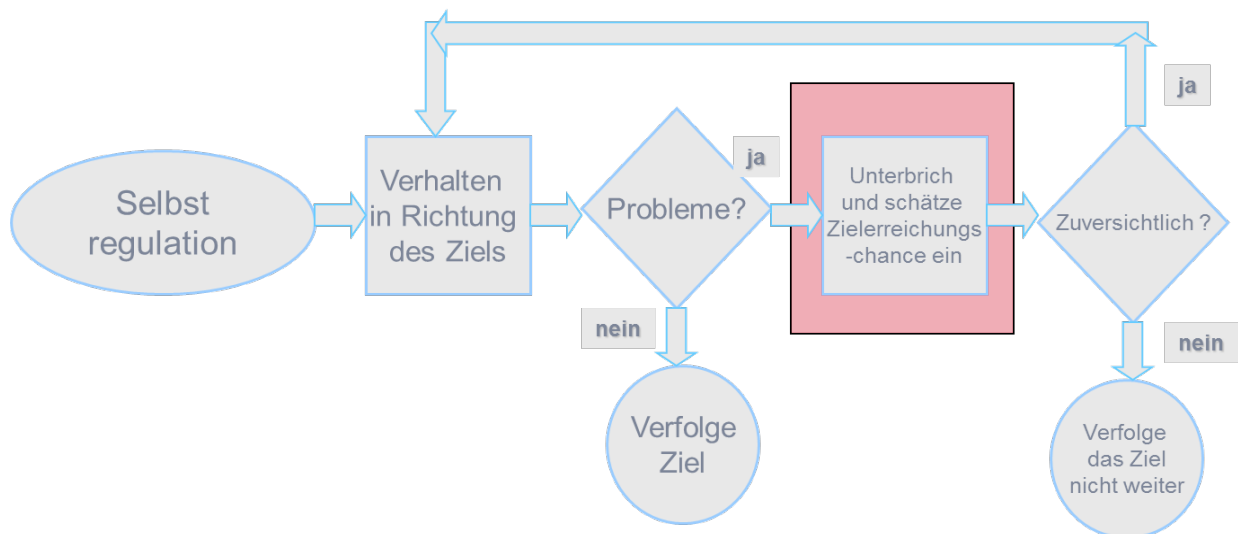 Selbst
regulation
Verhalten
in Richtung
des Ziels
Probleme?
ja
nein
Verfolge
Ziel
Unterbrich
und schätze
Zielerreichungs
-chance ein
Zuversichtlich ?
ja
nein
Verfolge
das Ziel
nicht weiter